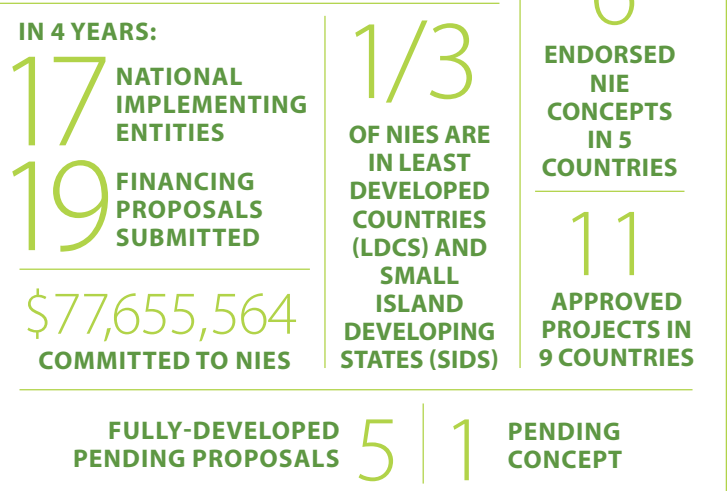 IN 4 YEARS:
17
NATIONAL
IMPLEMENTING
ENTITIES
19
FINANCING
PROPOSALS
SUBMITTED
$77,655,564
COMMITTED TO NIES
1/3
OF NIES ARE
IN LEAST
DEVELOPED
COUNTRIES
(LDCS) AND
SMALL
ISLAND
DEVELOPING
STATES (SIDS)
ENDORSED
NIE
CONCEPTS
IN 5
COUNTRIES
11
APPROVED
PROJECTS IN
9 COUNTRIES
FULLY-DEVELOPED
PENDING PROPOSALS
5
1
PENDING
CONCEPT